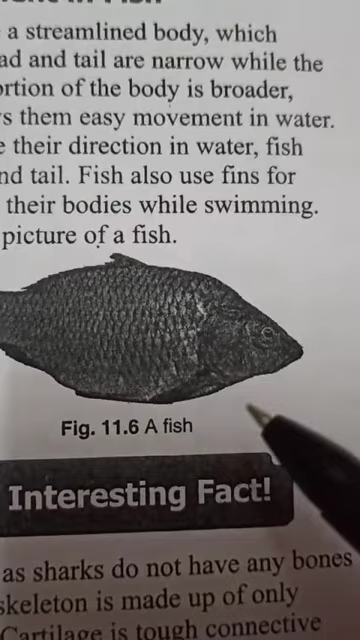 a streamlined body, which
and tail are narrow while the
of the body is broader,
them easy movement in water.
their direction in water, fish
tail. Fish also use fins for
their bodies while swimming.
picture of a fish.
Fig. 11.6 A fish
Interesting Fact!
as sharks do not have any bones
skeleton is made up of only
Cartilage is tough connective